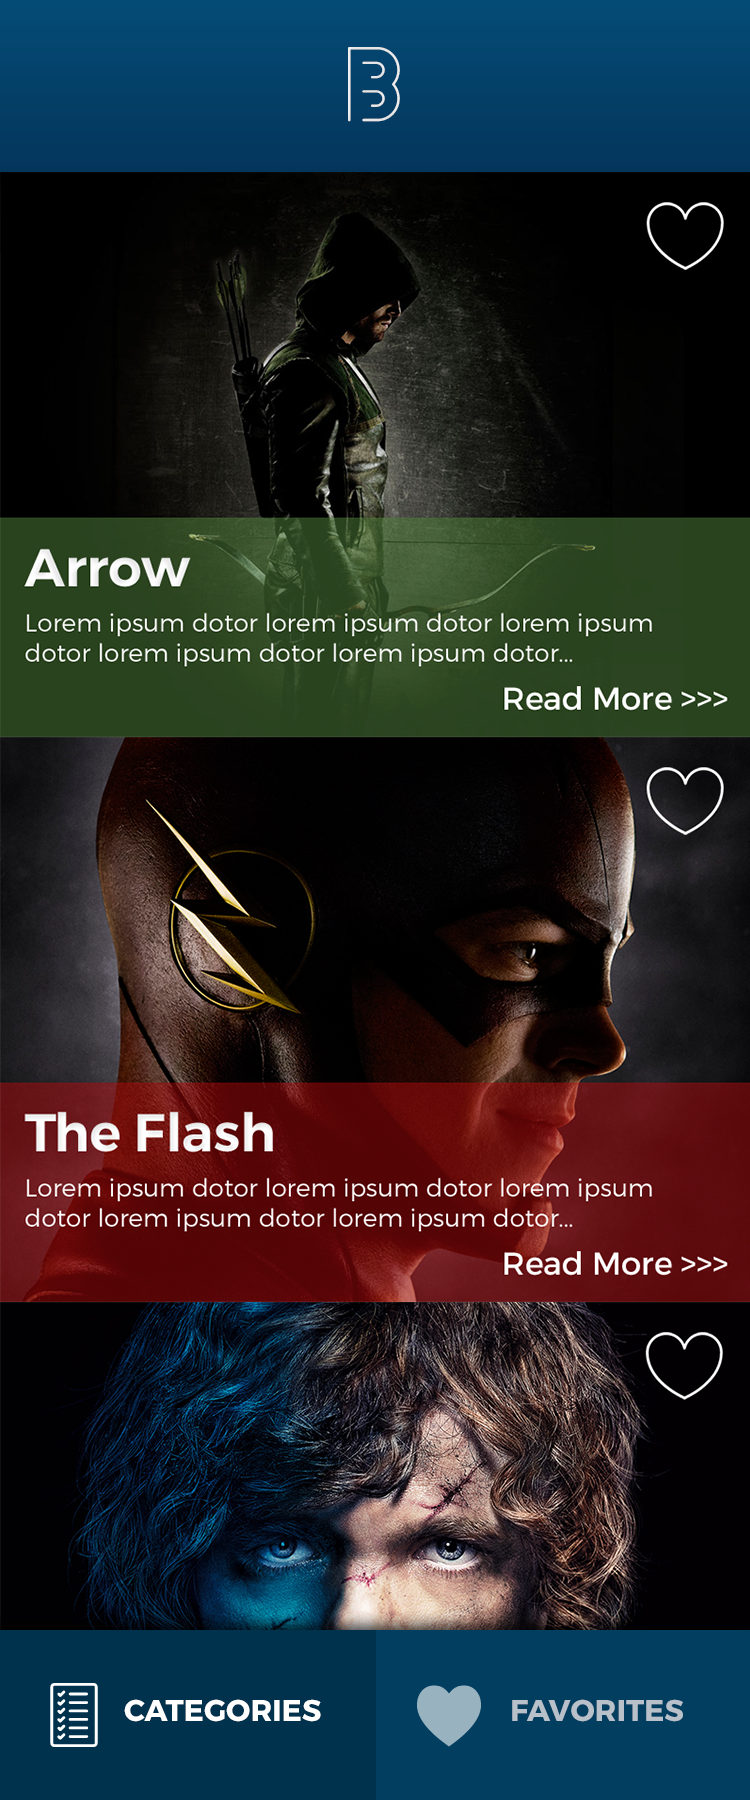 B
Arrow
Lorem ipsum dotor lorem ipsum dotor lorem ipsum
dotor lorem ipsum dotor lorem ipsum dotor...
Read More >>>
The Flash
Lorem ipsum dotor lorem ipsum dotor lorem ipsum
dotor lorem ipsum dotor lorem ipsum dotor...
Read More >>>
CATEGORIES
FAVORITES